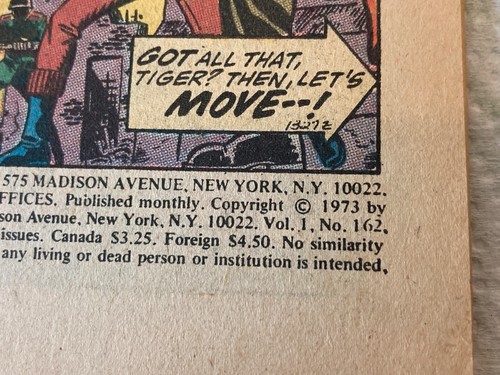 GOT ALL THAT,
TIGER? THEN, LET'S
MOVE--!
1327Z
575 MADISON AVENUE, NEW YORK, N.Y. 10022.
FFICES. Published monthly. Copyright © 1973 by
son Avenue, New York, N.Y. 10022. Vol. 1, No. 162,
issues. Canada $3.25. Foreign $4.50. No similarity
any living or dead person or institution is intended,